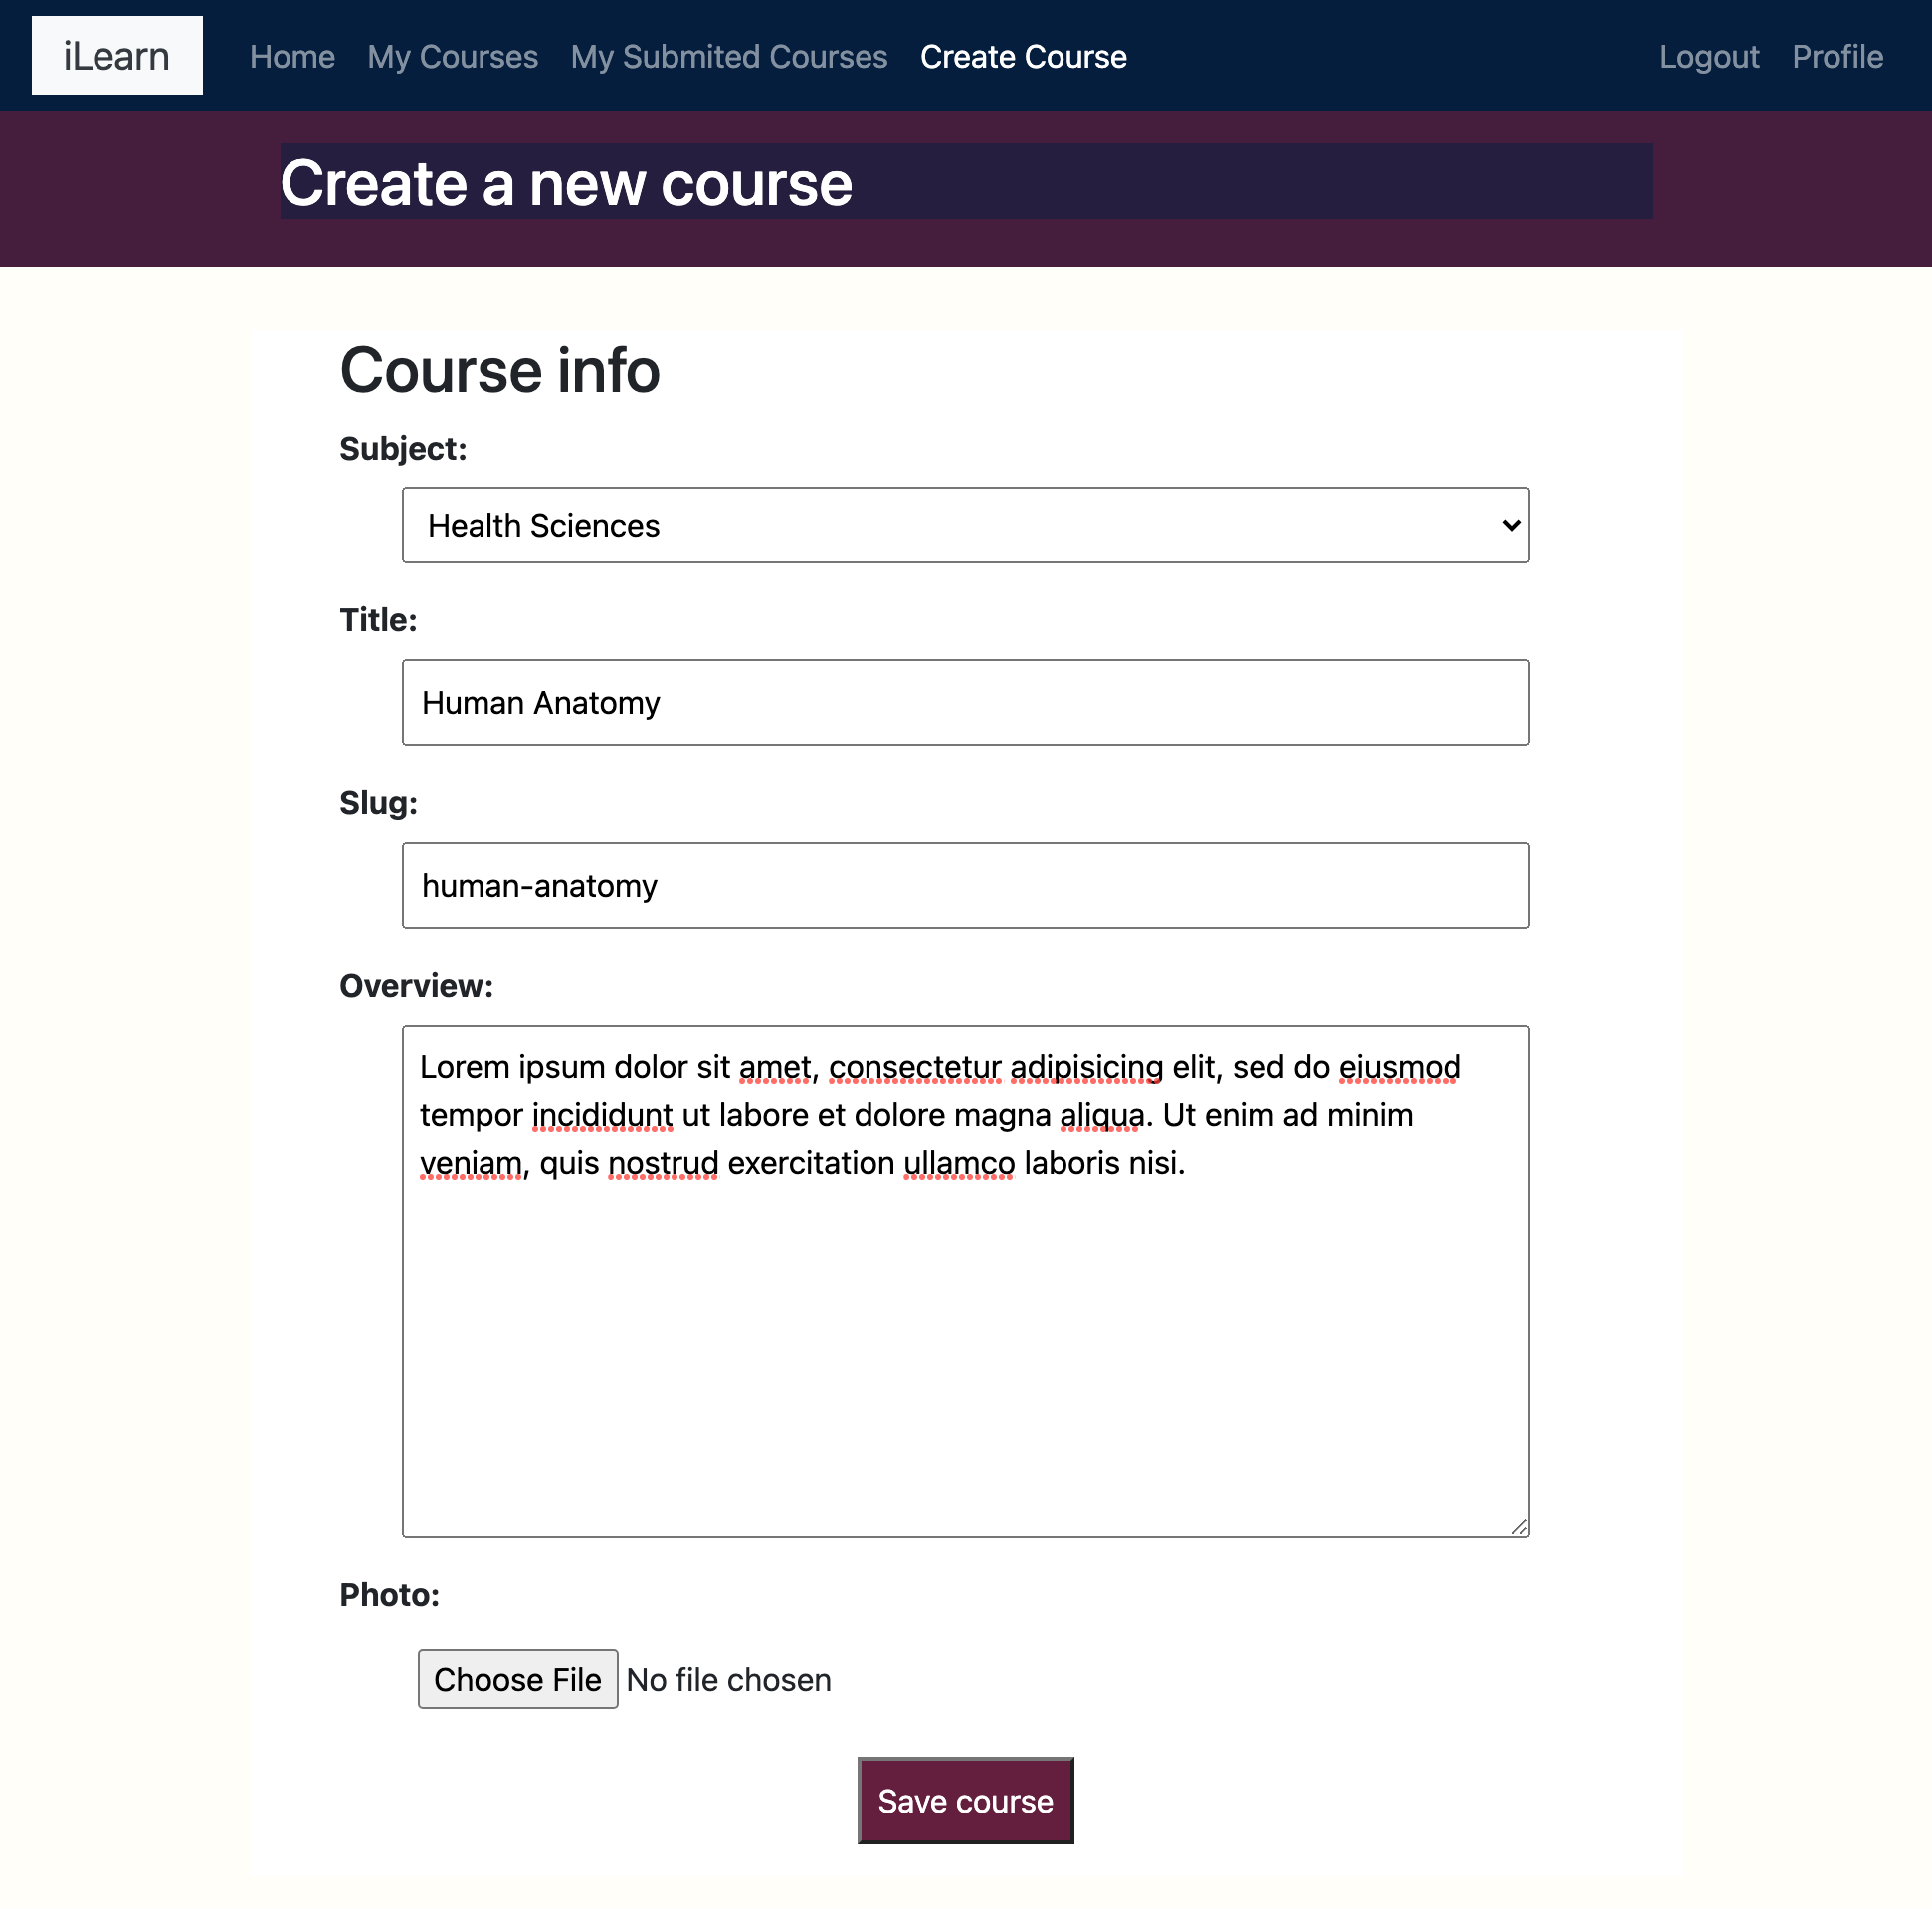 iLearn Home My Courses My Submited Courses Create Course Logout Profile
Create a new course
Course info
Subject:
Health Sciences
Title:
Human Anatomy
Slug:
human-anatomy
Overview:
Lorem ipsum dolor sit amet, consectetur adipisicing elit, sed do eiusmod
tempor incididunt ut labore et dolore magna aliqua. Ut enim ad minim
veniam, quis nostrud exercitation ullamco laboris nisi.
Photo:
Choose File No file chosen
Save course